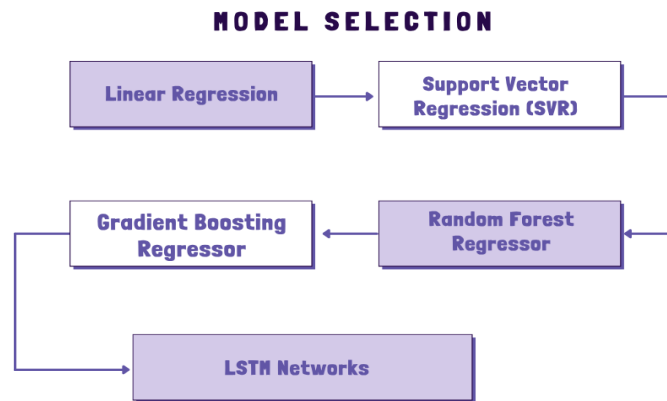 MODEL SELECTION
Linear Regression
Support Vector
Regression (SVR)
Gradient Boosting
Regressor
Random Forest
Regressor
LSTM Networks